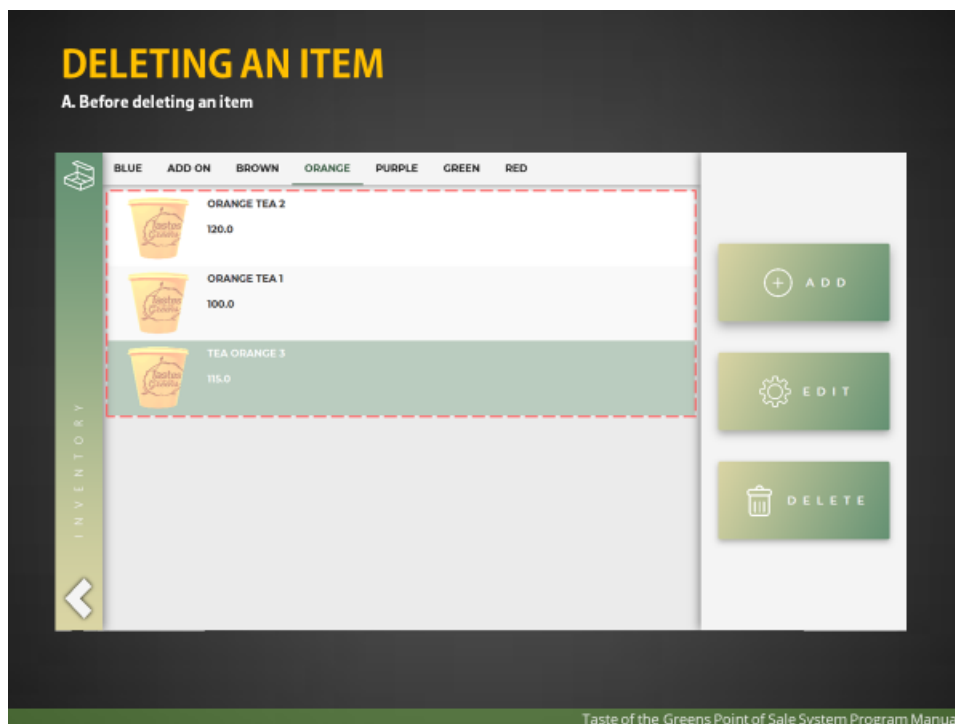 DELETING AN ITEM
A. Before deleting an item
BLUE ADD ON BROWN ORANGE PURPLE GREEN RED
ORANGE TEA 2
120.0
ORANGE TEA 1
100.0
TEA ORANGE 3
115.0
INVENTORY
ADD
EDIT
DELETE
Taste of the Greens Point of Sale System Program Manua